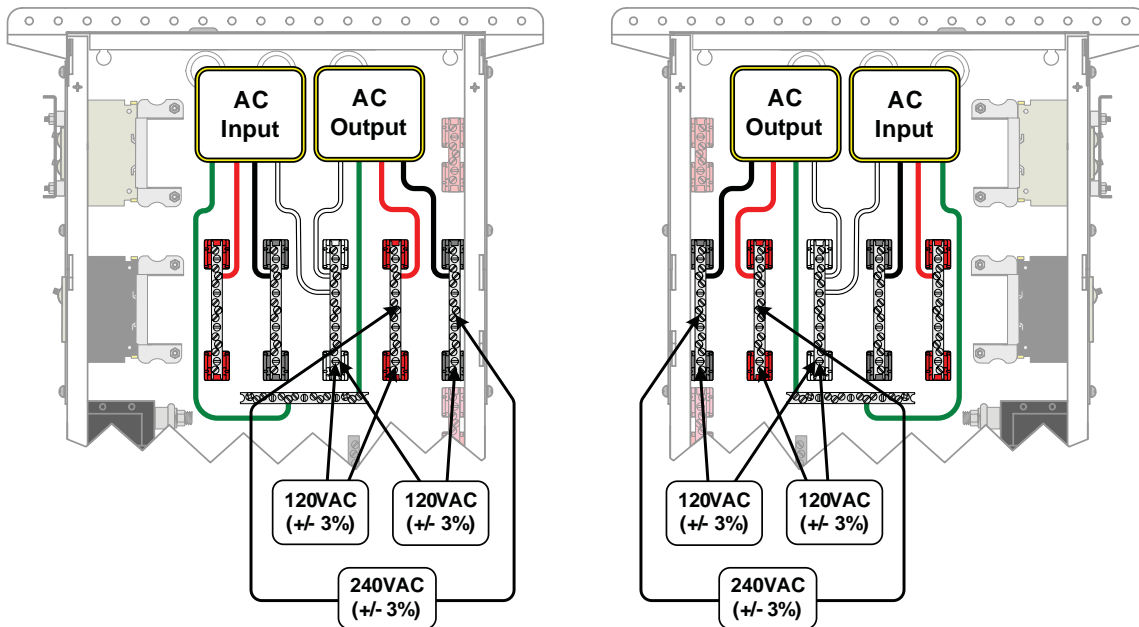 AC
Input
AC
Output
AC
Output
AC
Input
120VAC
(+/- 3%)
120VAC
(+/- 3%)
120VAC
(+/- 3%)
120VAC
(+/- 3%)
240VAC
(+/- 3%)
240VAC
(+/- 3%)